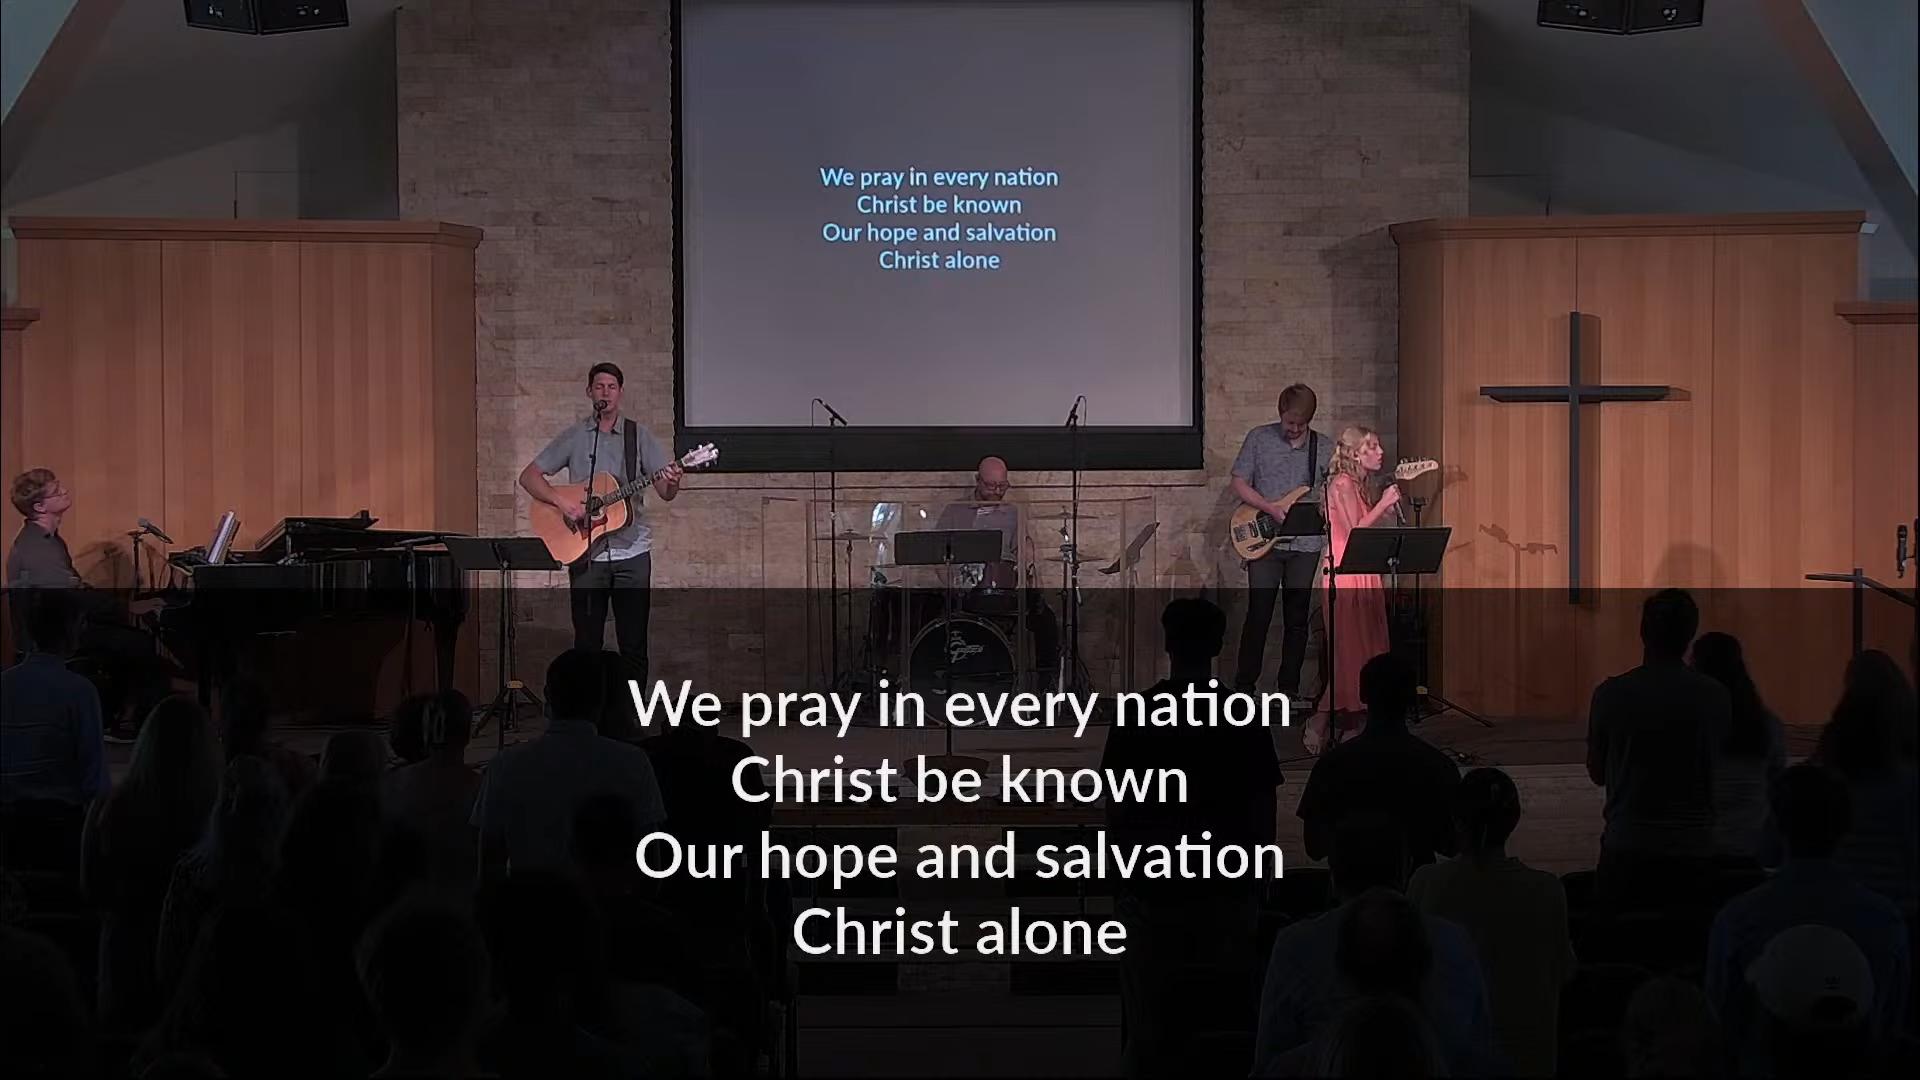 We pray in every nation
Christ be known
Our hope and salvation
Christ alone
We pray in every nation
Christ be known
Our hope and salvation
Christ alone